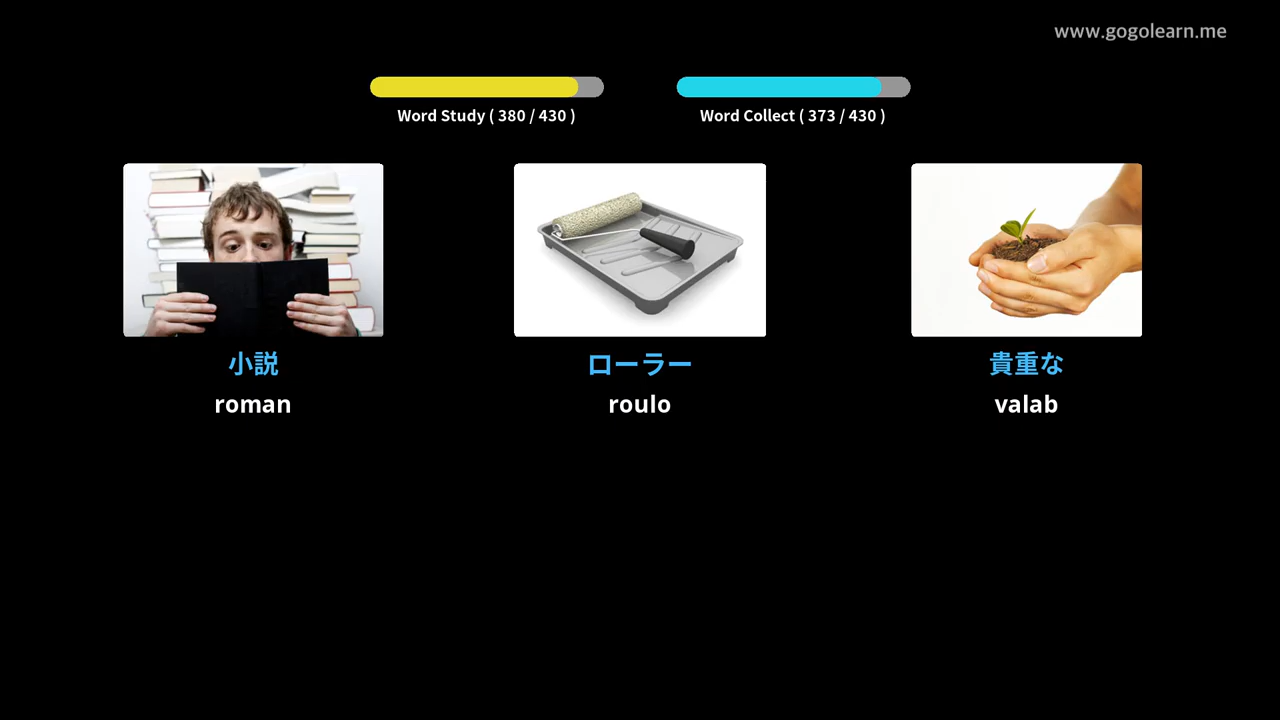 www.gogolearn.me
Word Study ( 380 / 430 )
Word Collect ( 373 / 430 )
小説
ローラー
貴重な
roman
roulo
valab